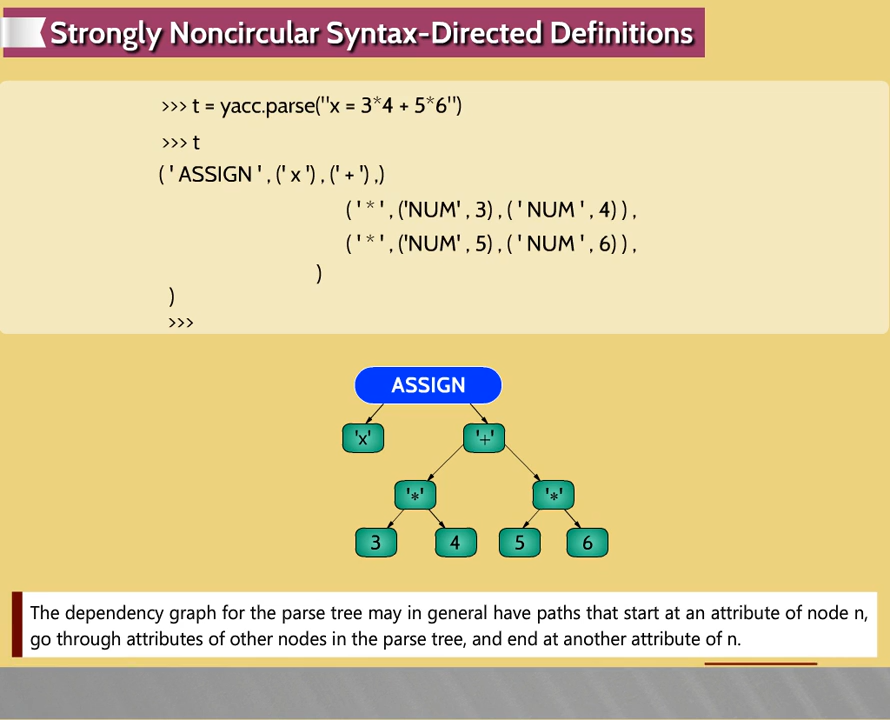 Strongly Noncircular Syntax-Directed Definitions
>>> t = yacc.parse("x = 3*4 + 5*6")
>>> t
( ' ASSIGN ' , (' x ') , (' + ') ,)
( ' * ' , ('NUM' , 3) , ( ' NUM ' , 4) ) ,
( ' * ' , ('NUM' , 5) , ( ' NUM ' , 6) ) ,
)
)
>>>
ASSIGN
'x' '+'
'*' '*'
3 4 5 6
The dependency graph for the parse tree may in general have paths that start at an attribute of node n,
go through attributes of other nodes in the parse tree, and end at another attribute of n.